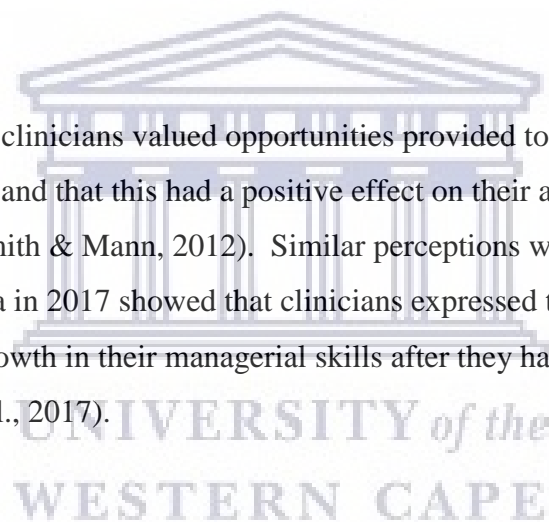 clinicians valued opportunities provided to
and that this had a positive effect on their a
mith & Mann, 2012). Similar perceptions w
a in 2017 showed that clinicians expressed t
owth in their managerial skills after they ha
l., 2017).
UNIVERSITY of the
WESTERN CAPE